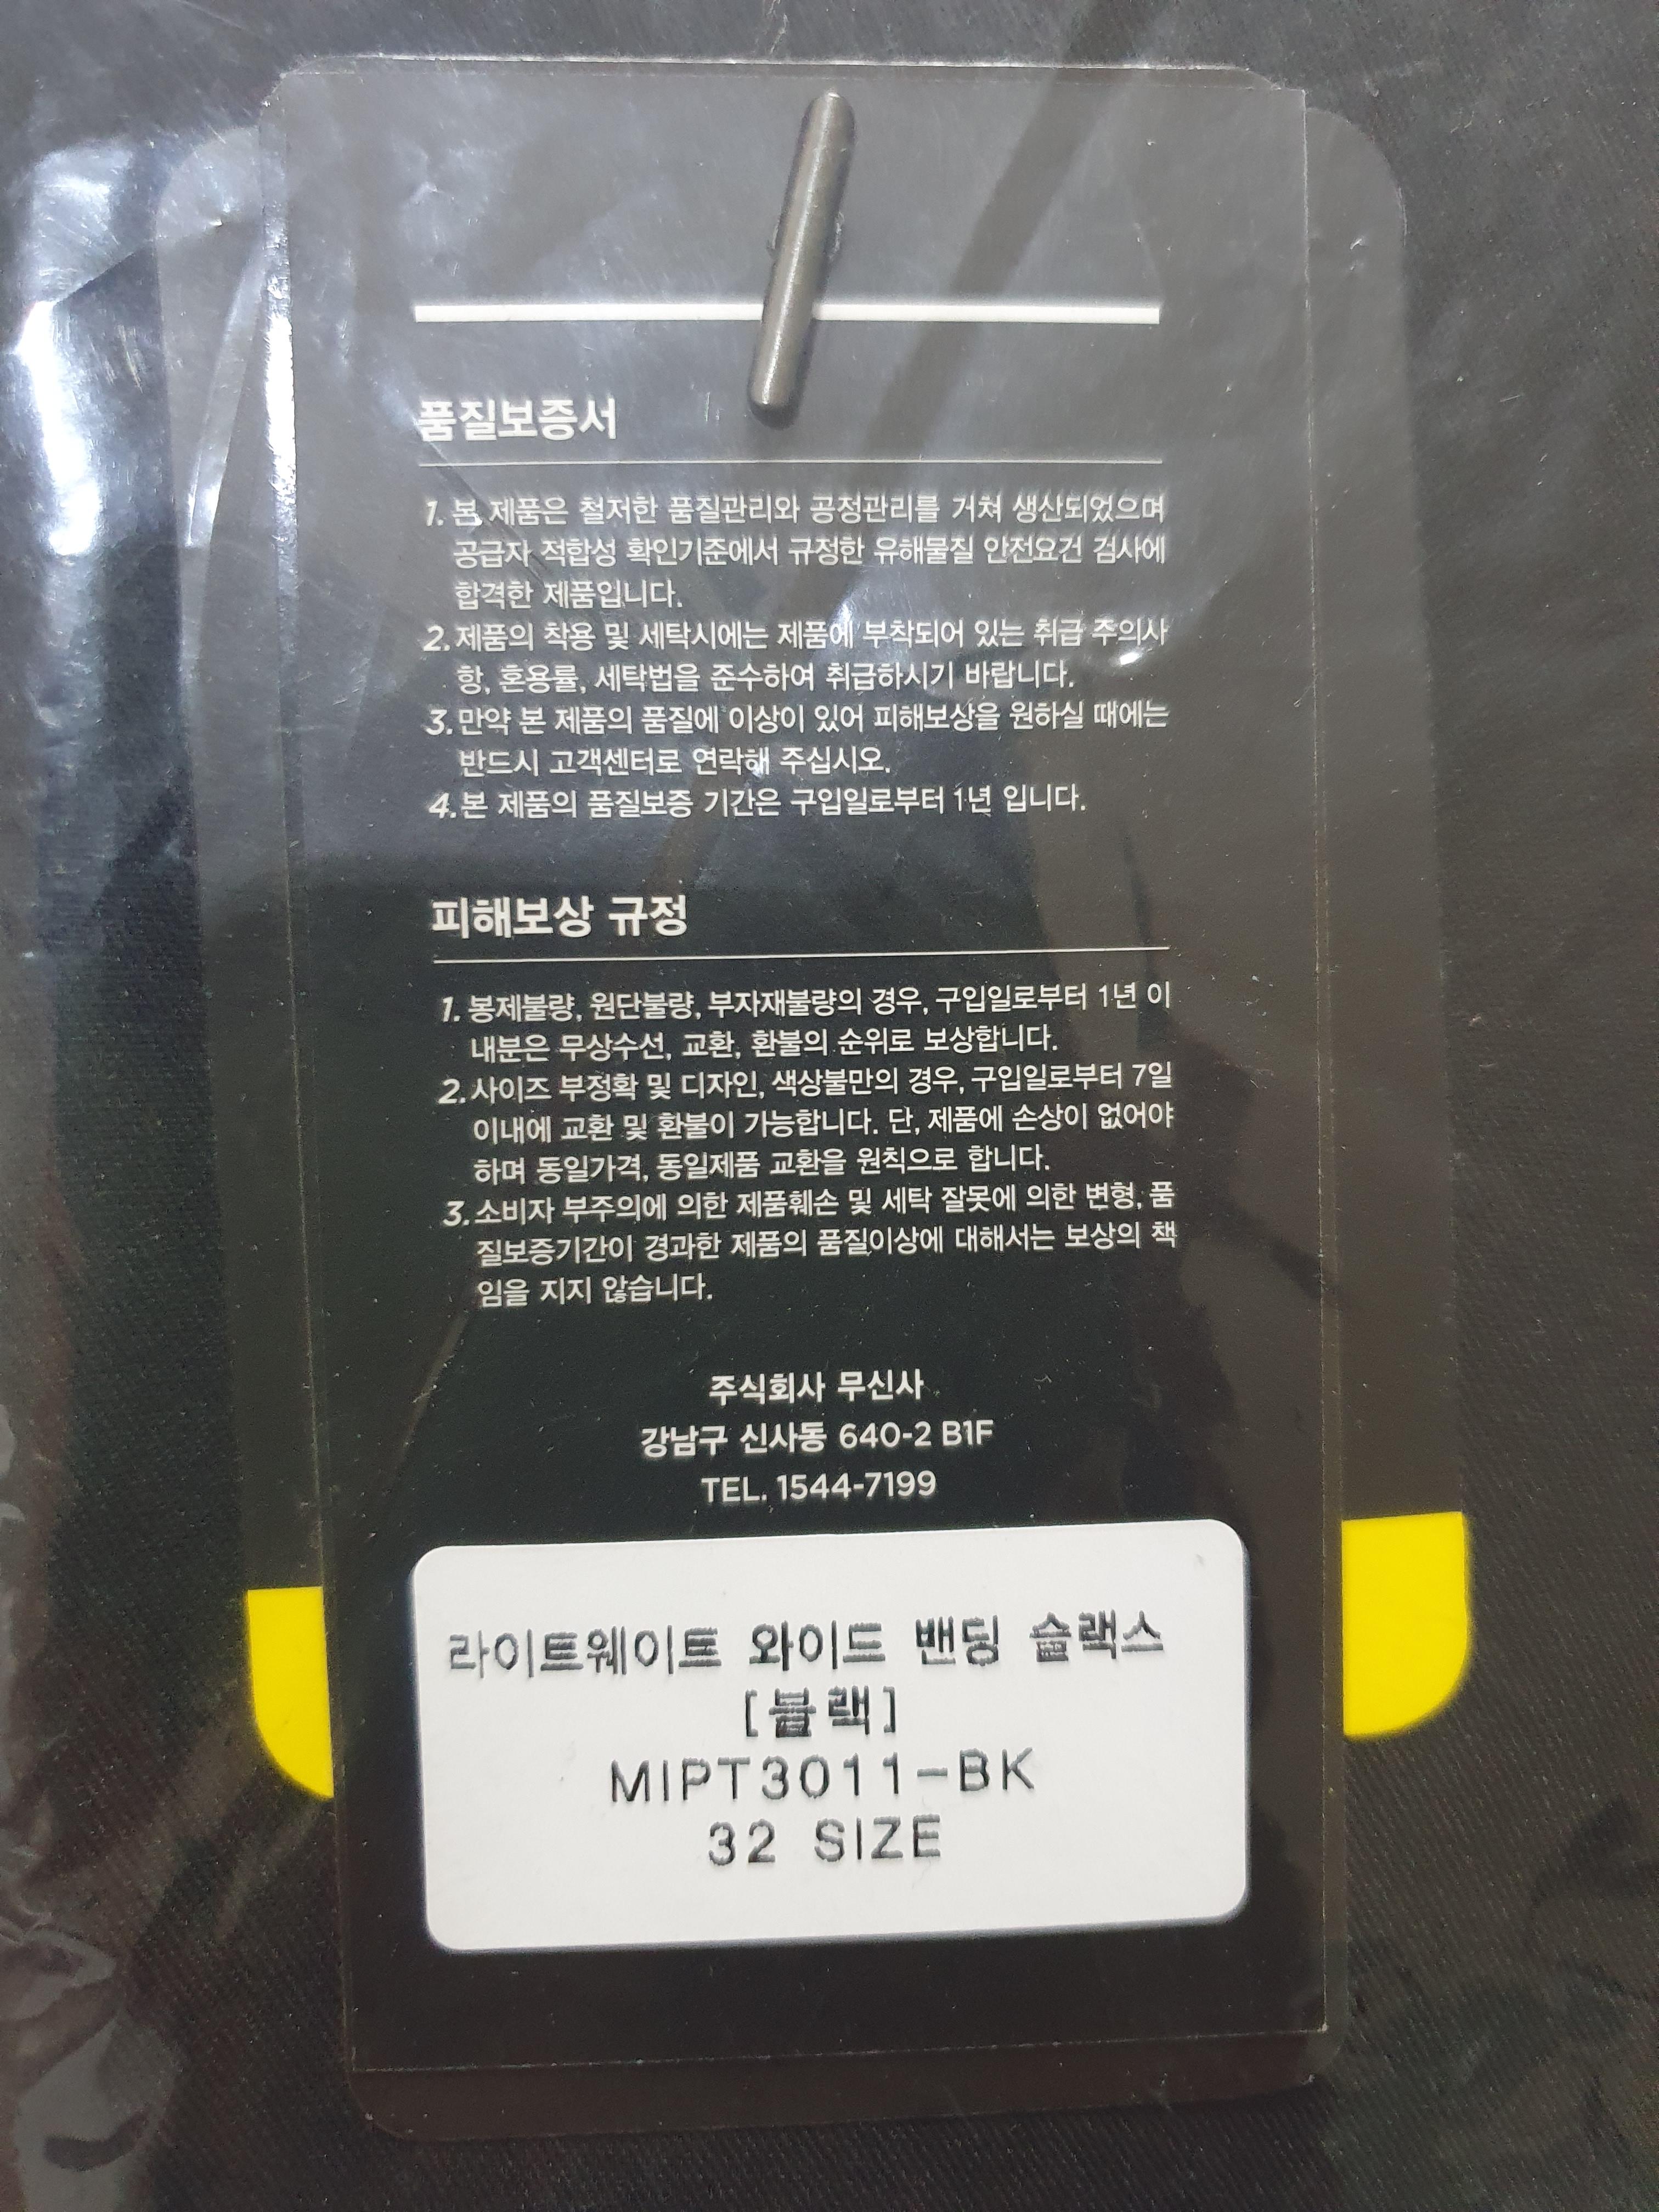 품질보증서
1. 본 제품은 철저한 품질관리와 공정관리를 거쳐 생산되었으며
공급자 적합성 확인기준에서 규정한 유해물질 안전요건 검사에
합격한 제품입니다.
2. 제품의 착용 및 세탁시에는 제품에 부착되어 있는 취급 주의사
항, 혼용률, 세탁법을 준수하여 취급하시기 바랍니다.
3. 만약 본 제품의 품질에 이상이 있어 피해보상을 원하실 때에는
반드시 고객센터로 연락해 주십시오.
4. 본 제품의 품질보증 기간은 구입일로부터 1년 입니다.
피해보상 규정
1. 봉제불량, 원단불량, 부자재불량의 경우, 구입일로부터 1년 이
내분은 무상수선, 교환, 환불의 순위로 보상합니다.
2. 사이즈 부정확 및 디자인, 색상불만의 경우, 구입일로부터 7일
이내에 교환 및 환불이 가능합니다. 단, 제품에 손상이 없어야
하며 동일가격, 동일제품 교환을 원칙으로 합니다.
3. 소비자 부주의에 의한 제품훼손 및 세탁 잘못에 의한 변형, 품
질보증기간이 경과한 제품의 품질이상에 대해서는 보상의 책
임을 지지 않습니다.
주식회사 무신사
강남구 신사동 640-2 B1F
TEL. 1544-7199
라이트웨이트 와이드 밴딩 슬랙스
[블랙]
MIPT3011-BK
32 SIZE